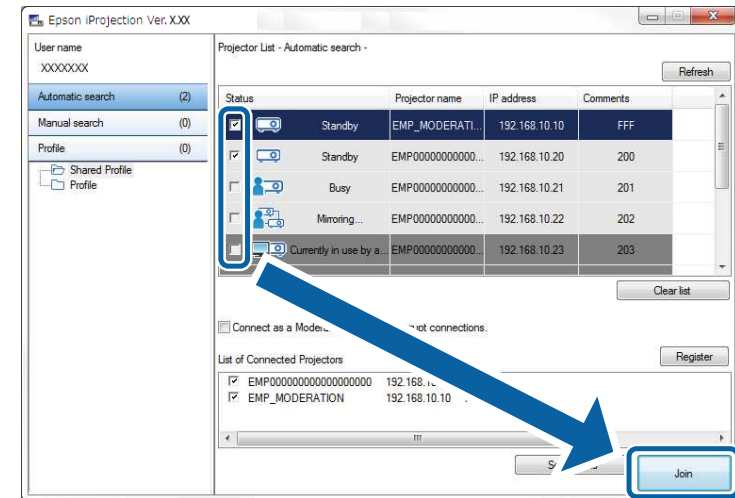 Epson iProjection Ver. X.XX
User name
XXXXXXX
Automatic search (2)
Manual search (0)
Profile (0)
Shared Profile
Profile
Projector List - Automatic search -
Refresh
Status Projector name IP address Comments
Standby EMP_MODERATI... 192.168.10.10 FFF
Standby EMP00000000000... 192.168.10.20 200
Busy EMP00000000000... 192.168.10.21 201
Mirroring... EMP00000000000... 192.168.10.22 202
Currently in use by a... EMP00000000000... 192.168.10.23 203
Clear list
Connect as a connections.
List of Connected Projectors
Register
EMP000000000000000000
EMP_MODERATION 192.168.10.10
Join